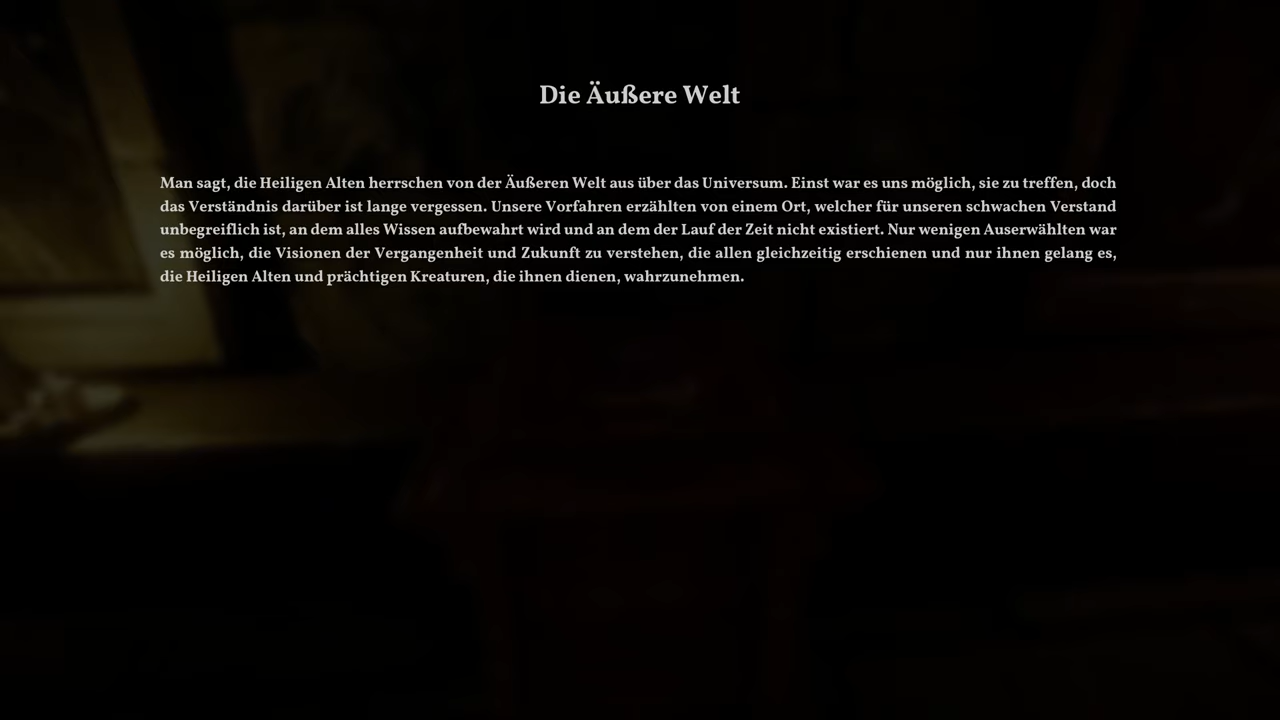 Die Äußere Welt
Man sagt, die Heiligen Alten herrschen von der Äußeren Welt aus über das Universum. Einst war es uns möglich, sie zu treffen, doch
das Verständnis darüber ist lange vergessen. Unsere Vorfahren erzählten von einem Ort, welcher für unseren schwachen Verstand
unbegreiflich ist, an dem alles Wissen aufbewahrt wird und an dem der Lauf der Zeit nicht existiert. Nur wenigen Auserwählten war
es möglich, die Visionen der Vergangenheit und Zukunft zu verstehen, die allen gleichzeitig erschienen und nur ihnen gelang es,
die Heiligen Alten und prächtigen Kreaturen, die ihnen dienen, wahrzunehmen.